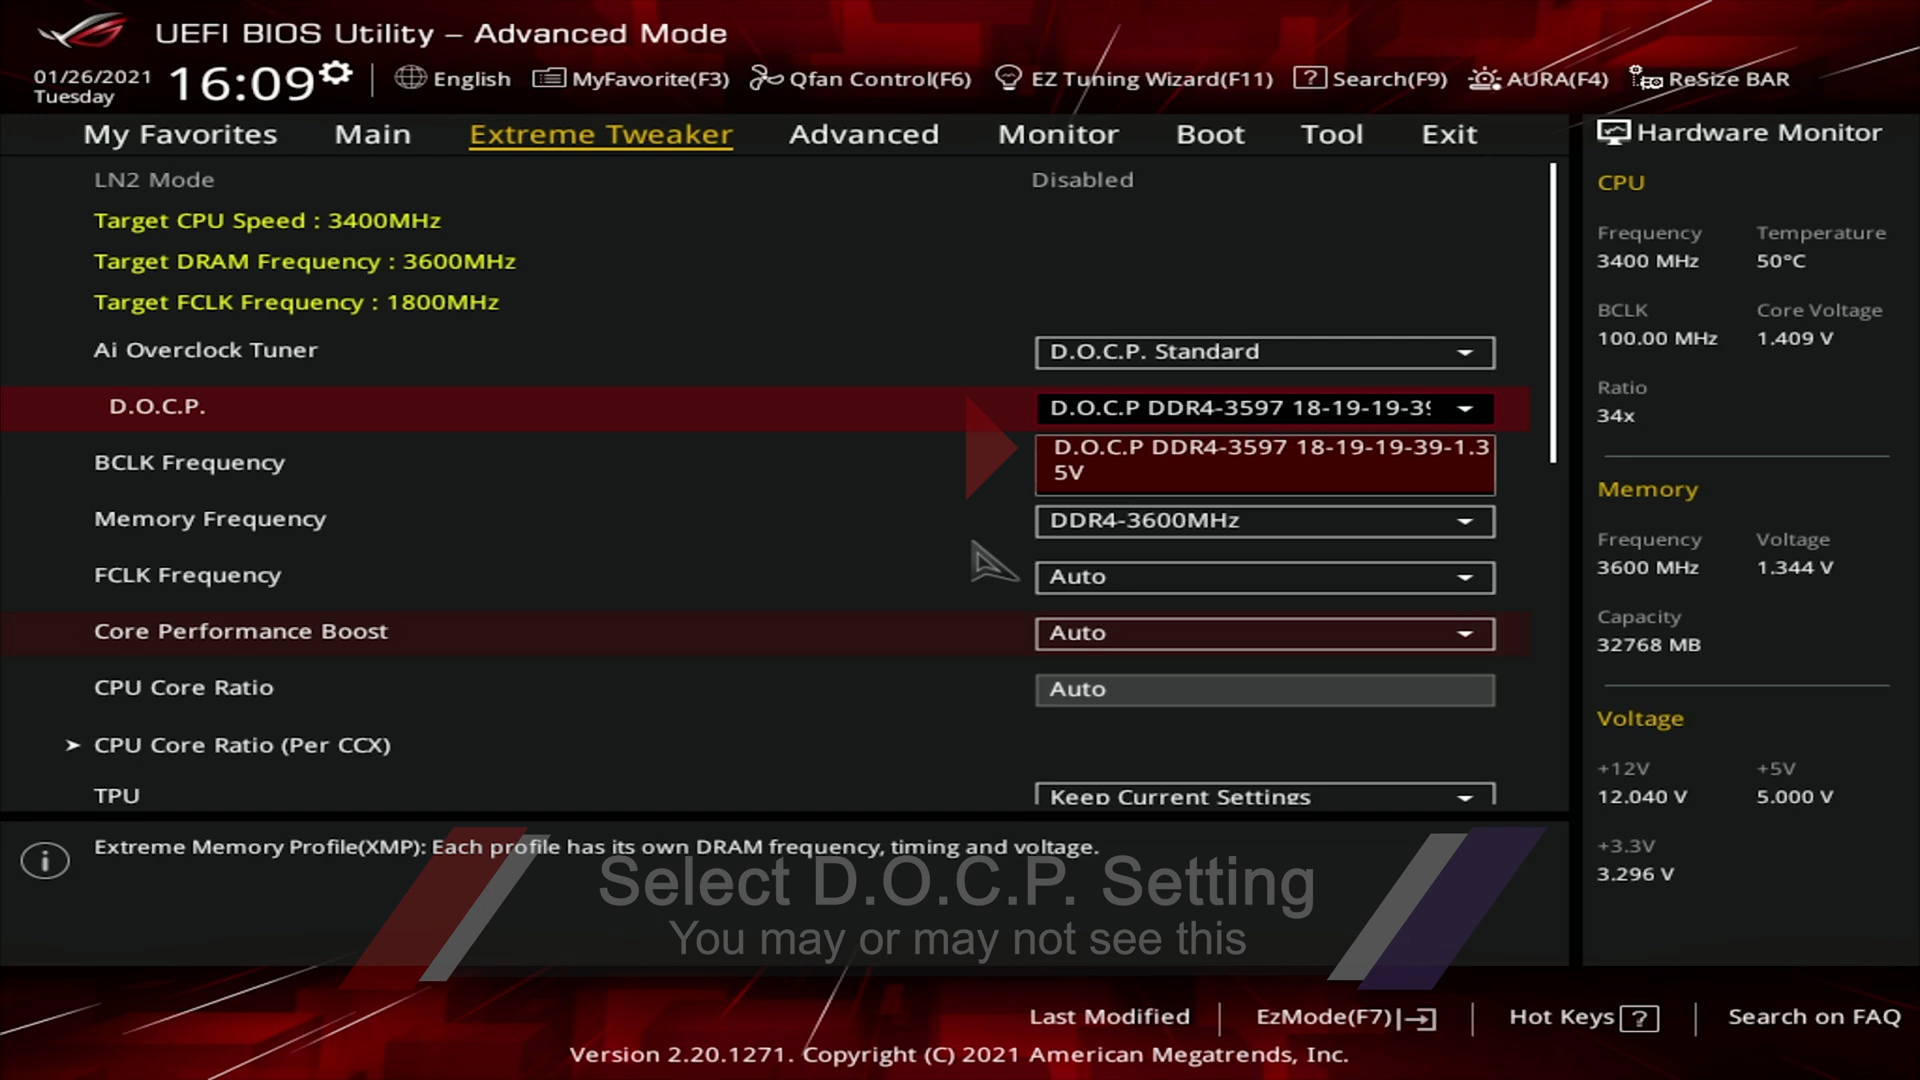 UEFI BIOS Utility – Advanced Mode
01/26/2021
Tuesday
16:09
English
MyFavorite(F3)
Qfan Control(F6)
EZ Tuning Wizard(F11)
? Search(F9)
AURA(F4)
ReSize BAR
My Favorites Main Extreme Tweaker Advanced Monitor Boot Tool Exit
LN2 Mode Disabled
Target CPU Speed : 3400MHz
Target DRAM Frequency : 3600MHz
Target FCLK Frequency : 1800MHz
Ai Overclock Tuner D.O.C.P. Standard
D.O.C.P. D.O.C.P DDR4-3597 18-19-19-39
D.O.C.P DDR4-3597 18-19-19-39-1.3
5V
BCLK Frequency
Memory Frequency DDR4-3600MHz
FCLK Frequency Auto
Core Performance Boost Auto
CPU Core Ratio Auto
CPU Core Ratio (Per CCX)
TPU Keep Current Settings
Extreme Memory Profile(XMP): Each profile has its own DRAM frequency, timing and voltage.
Select D.O.C.P. Setting
You may or may not see this
Hardware Monitor
CPU
Frequency Temperature
3400 MHz 50°C
BCLK Core Voltage
100.00 MHz 1.409 V
Ratio
34x
Memory
Frequency Voltage
3600 MHz 1.344 V
Capacity
32768 MB
Voltage
+12V +5V
12.040 V 5.000 V
+3.3V
3.296 V
Last Modified EzMode(F7) Hot Keys ? Search on FAQ
Version 2.20.1271. Copyright (C) 2021 American Megatrends, Inc.